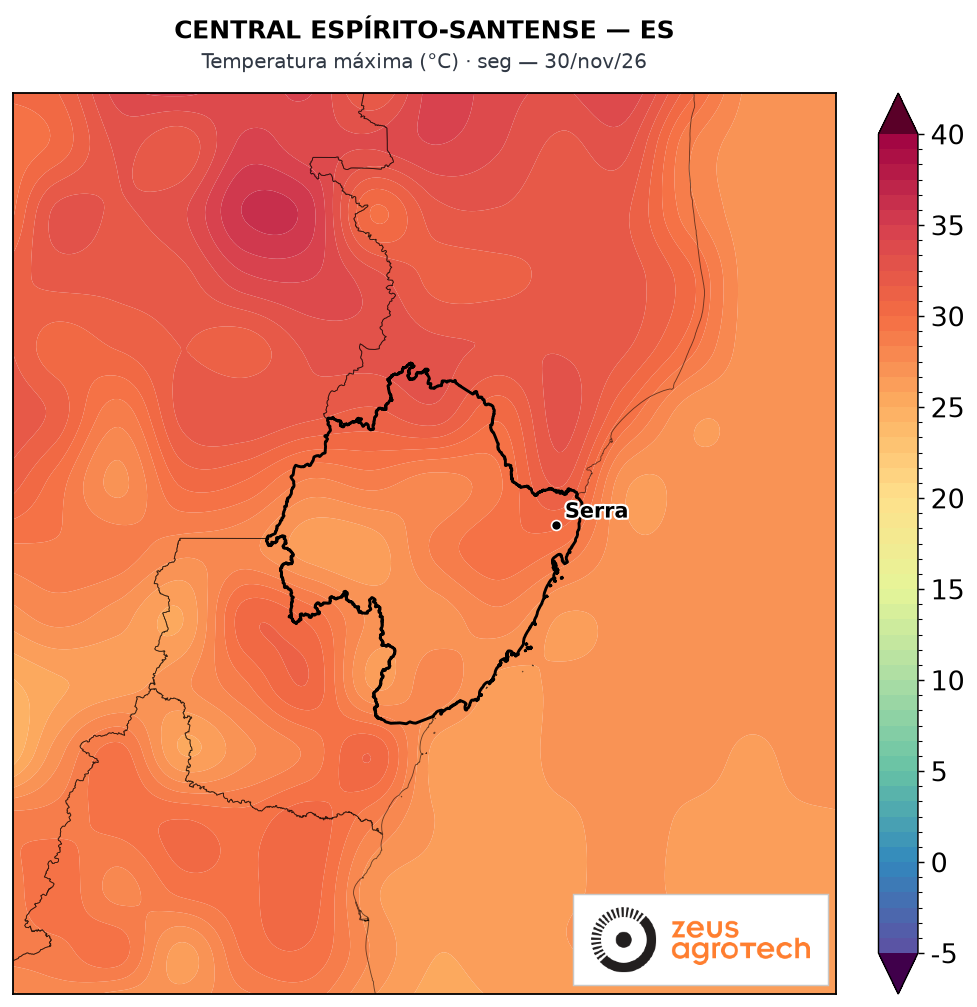 CENTRAL ESPÍRITO-SANTENSE — ES
Temperatura máxima (°C) · seg — 30/nov/26
40
35
30
25
20
15
10
5
0
-5
Serra
zeus
agrotech